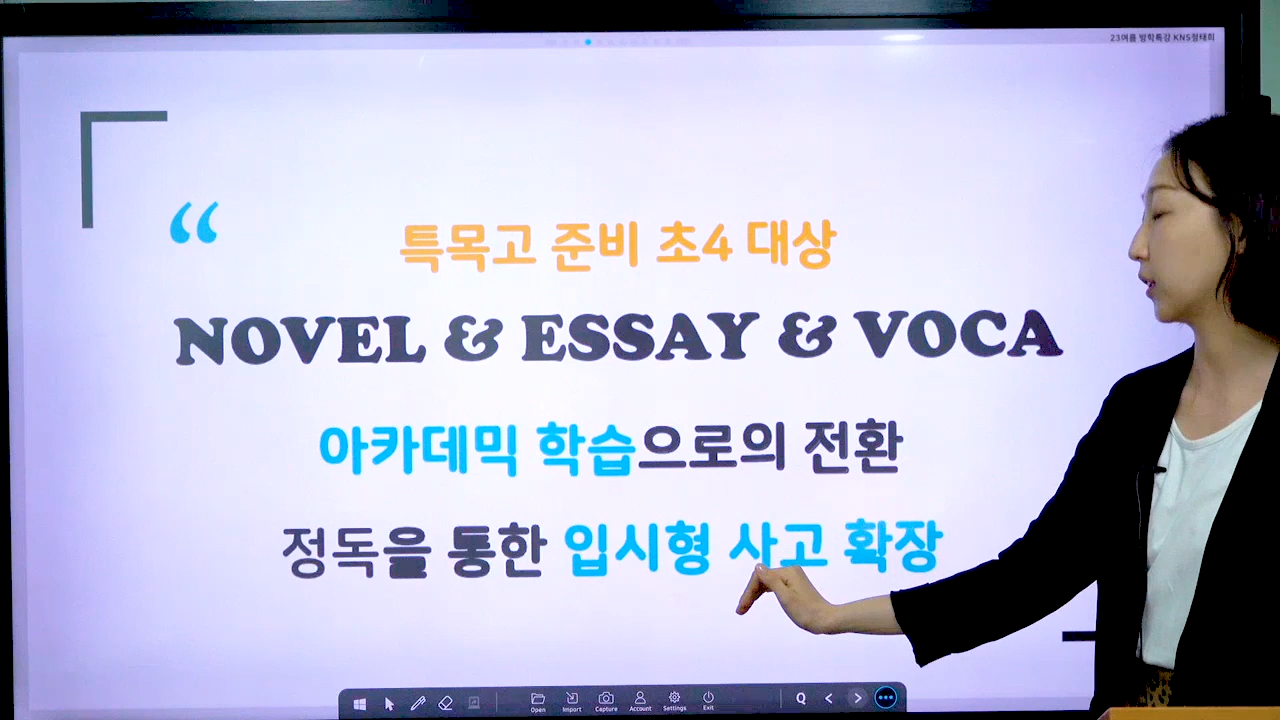 23여름 방학특강 KNS정태희
“
특목고 준비 초4 대상
NOVEL & ESSAY & VOCA
아카데믹 학습으로의 전환
정독을 통한 입시형 사고 확장
Open Import Capture Account Settings Exit